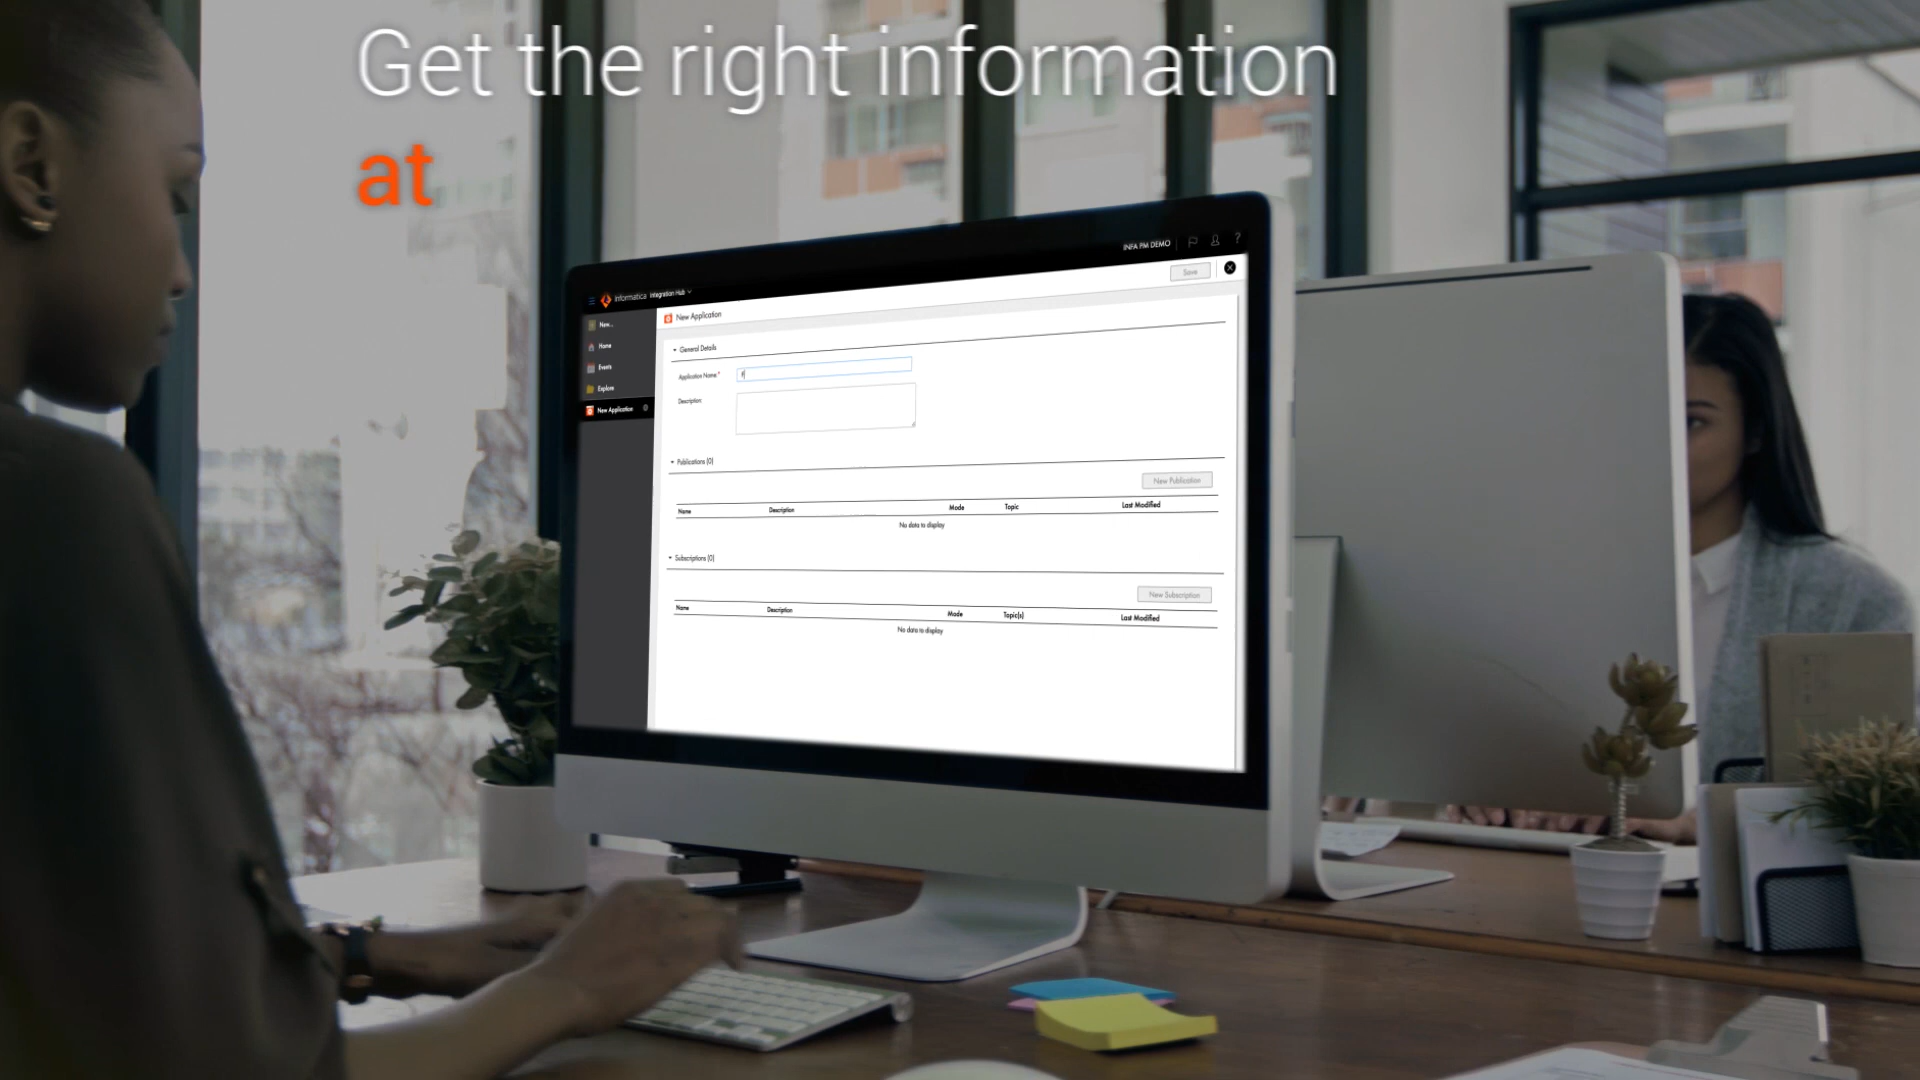 Get the right information
at
INFA PM DEMO
?
Informatica Integration Hub
Save
New...
Home
Events
Explore
New Application
New Application
General Details
Application Name:*
F
Description:
Publications (0)
New Publication
Name Description Mode Topic Last Modified
No data to display
Subscriptions (0)
New Subscription
Name Description Mode Topic(s) Last Modified
No data to display